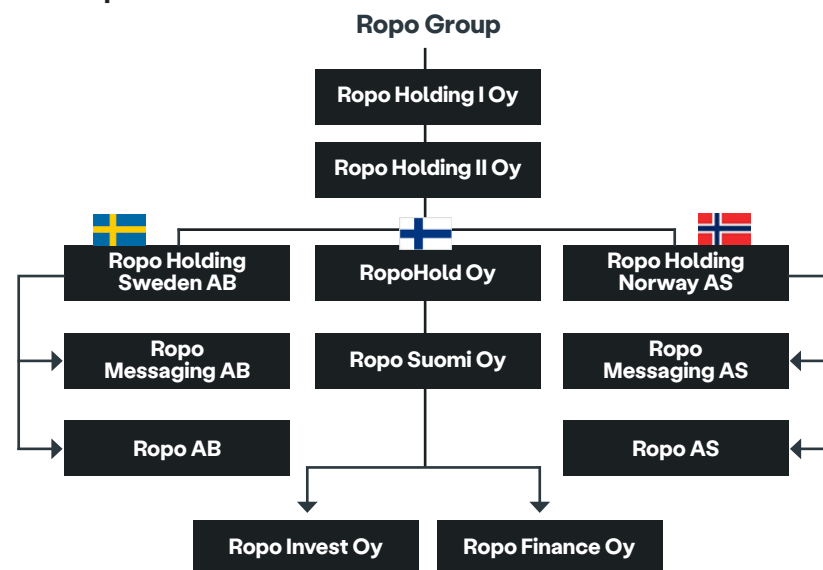 Ropo Group
Ropo Holding I Oy
Ropo Holding II Oy
Ropo Holding
Sweden AB
RopoHold Oy
Ropo Holding
Norway AS
Ropo
Messaging AB
Ropo Suomi Oy
Ropo
Messaging AS
Ropo AB
Ropo AS
Ropo Invest Oy
Ropo Finance Oy